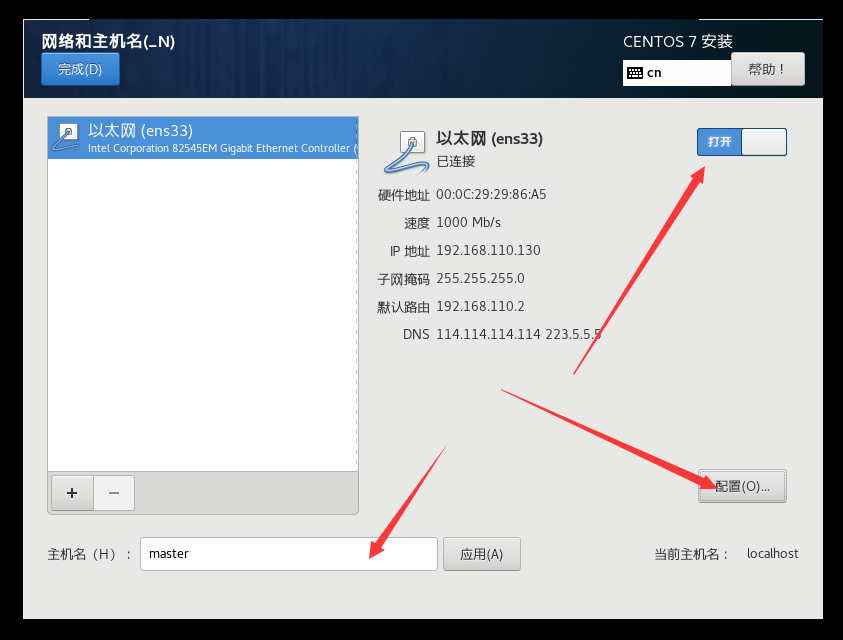 网络和主机名(_N)
CENTOS 7 安装
完成(D)
cn
帮助！
以太网 (ens33)
Intel Corporation 82545EM Gigabit Ethernet Controller (
以太网 (ens33)
已连接
打开
硬件地址 00:0C:29:29:86:A5
速度 1000 Mb/s
IP 地址 192.168.110.130
子网掩码 255.255.255.0
默认路由 192.168.110.2
DNS 114.114.114.114 223.5.5.5
+ −
配置(O)...
主机名（H）： master
应用(A)
当前主机名： localhost